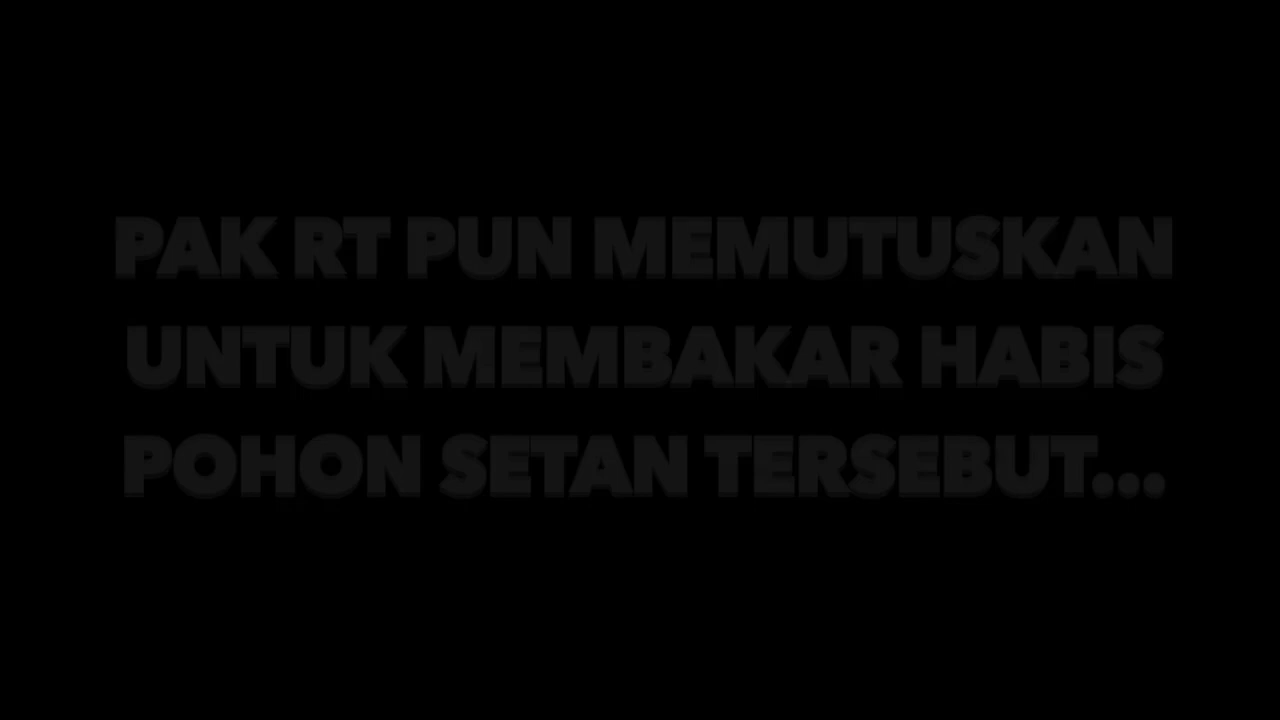 PAK RT PUN MEMUTUSKAN
UNTUK MEMBAKAR HABIS
POHON SETAN TERSEBUT...